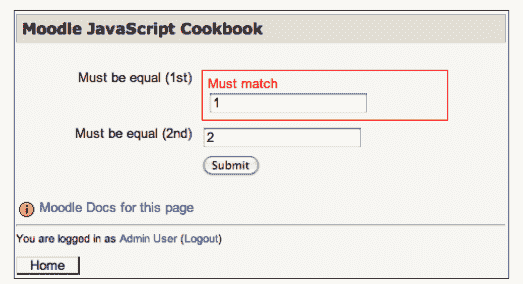 Moodle JavaScript Cookbook
Must be equal (1st)
Must match
1
Must be equal (2nd)
2
Submit
Moodle Docs for this page
You are logged in as Admin User (Logout)
Home